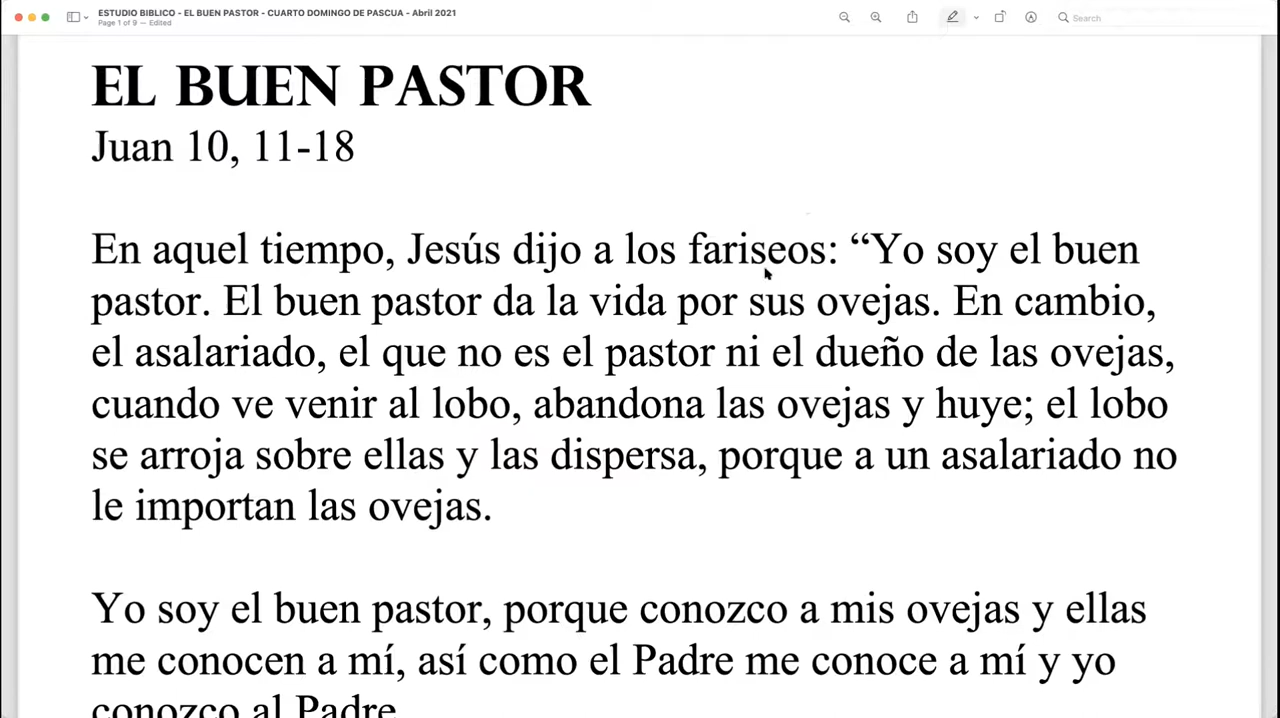 ESTUDIO BIBLICO - EL BUEN PASTOR - CUARTO DOMINGO DE PASCUA - Abril 2021
Page 1 of 9 — Edited
Search
EL BUEN PASTOR
Juan 10, 11-18
En aquel tiempo, Jesús dijo a los fariseos: “Yo soy el buen
pastor. El buen pastor da la vida por sus ovejas. En cambio,
el asalariado, el que no es el pastor ni el dueño de las ovejas,
cuando ve venir al lobo, abandona las ovejas y huye; el lobo
se arroja sobre ellas y las dispersa, porque a un asalariado no
le importan las ovejas.
Yo soy el buen pastor, porque conozco a mis ovejas y ellas
me conocen a mí, así como el Padre me conoce a mí y yo
conozco al Padre